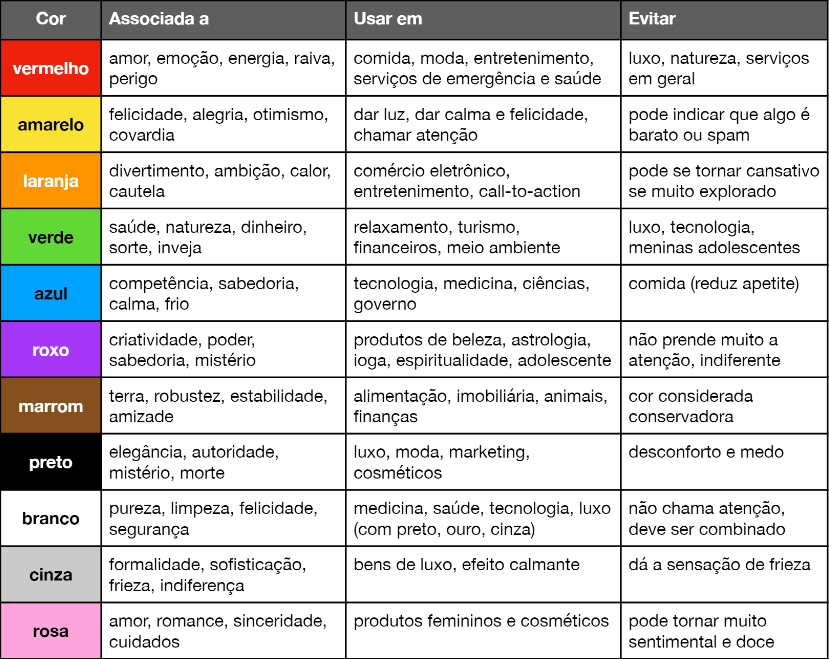 Cor Associada a Usar em Evitar
vermelho amor, emoção, energia, raiva, perigo comida, moda, entretenimento, serviços de emergência e saúde luxo, natureza, serviços em geral
amarelo felicidade, alegria, otimismo, covardia dar luz, dar calma e felicidade, chamar atenção pode indicar que algo é barato ou spam
laranja divertimento, ambição, calor, cautela comércio eletrônico, entretenimento, call-to-action pode se tornar cansativo se muito explorado
verde saúde, natureza, dinheiro, sorte, inveja relaxamento, turismo, financeiros, meio ambiente luxo, tecnologia, meninas adolescentes
azul competência, sabedoria, calma, frio tecnologia, medicina, ciências, governo comida (reduz apetite)
roxo criatividade, poder, sabedoria, mistério produtos de beleza, astrologia, ioga, espiritualidade, adolescente não prende muito a atenção, indiferente
marrom terra, robustez, estabilidade, amizade alimentação, imobiliária, animais, finanças cor considerada conservadora
preto elegância, autoridade, mistério, morte luxo, moda, marketing, cosméticos desconforto e medo
branco pureza, limpeza, felicidade, segurança medicina, saúde, tecnologia, luxo (com preto, ouro, cinza) não chama atenção, deve ser combinado
cinza formalidade, sofisticação, frieza, indiferença bens de luxo, efeito calmante dá a sensação de frieza
rosa amor, romance, sinceridade, cuidados produtos femininos e cosméticos pode tornar muito sentimental e doce